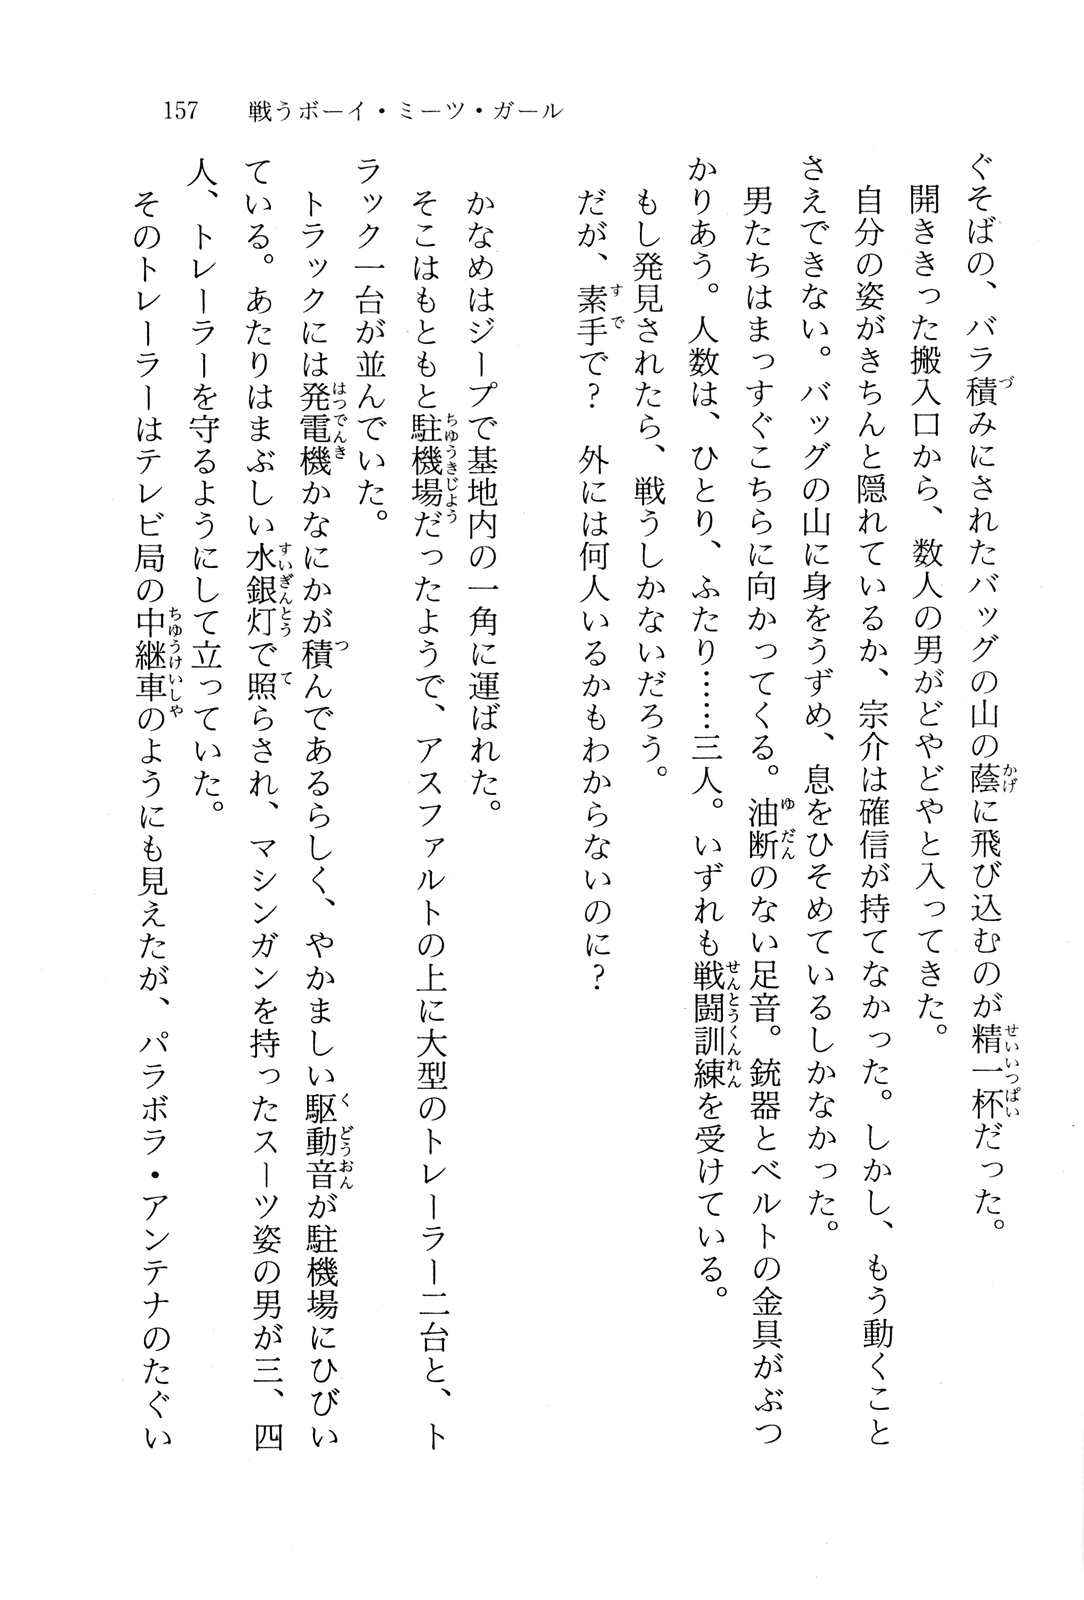 157　戦うボーイ・ミーツ・ガール
ぐそばの、バラ積みにされたバッグの山の蔭に飛び込むのが精一杯だった。
開ききった搬入口から、数人の男がどやどやと入ってきた。
自分の姿がきちんと隠れているか、宗介は確信が持てなかった。しかし、もう動くこと
さえできない。バッグの山に身をうずめ、息をひそめているしかなかった。
男たちはまっすぐこちらに向かってくる。油断のない足音。銃器とベルトの金具がぶつ
かりあう。人数は、ひとり、ふたり……三人。いずれも戦闘訓練を受けている。
もし発見されたら、戦うしかないだろう。
だが、素手で？　外には何人いるかもわからないのに？
かなめはジープで基地内の一角に運ばれた。
そこはもともと駐機場だったようで、アスファルトの上に大型のトレーラー二台と、ト
ラック一台が並んでいた。
トラックには発電機かなにかが積んであるらしく、やかましい駆動音が駐機場にひびい
ている。あたりはまぶしい水銀灯で照らされ、マシンガンを持ったスーツ姿の男が三、四
人、トレーラーを守るようにして立っていた。
そのトレーラーはテレビ局の中継車のようにも見えたが、パラボラ・アンテナのたぐい